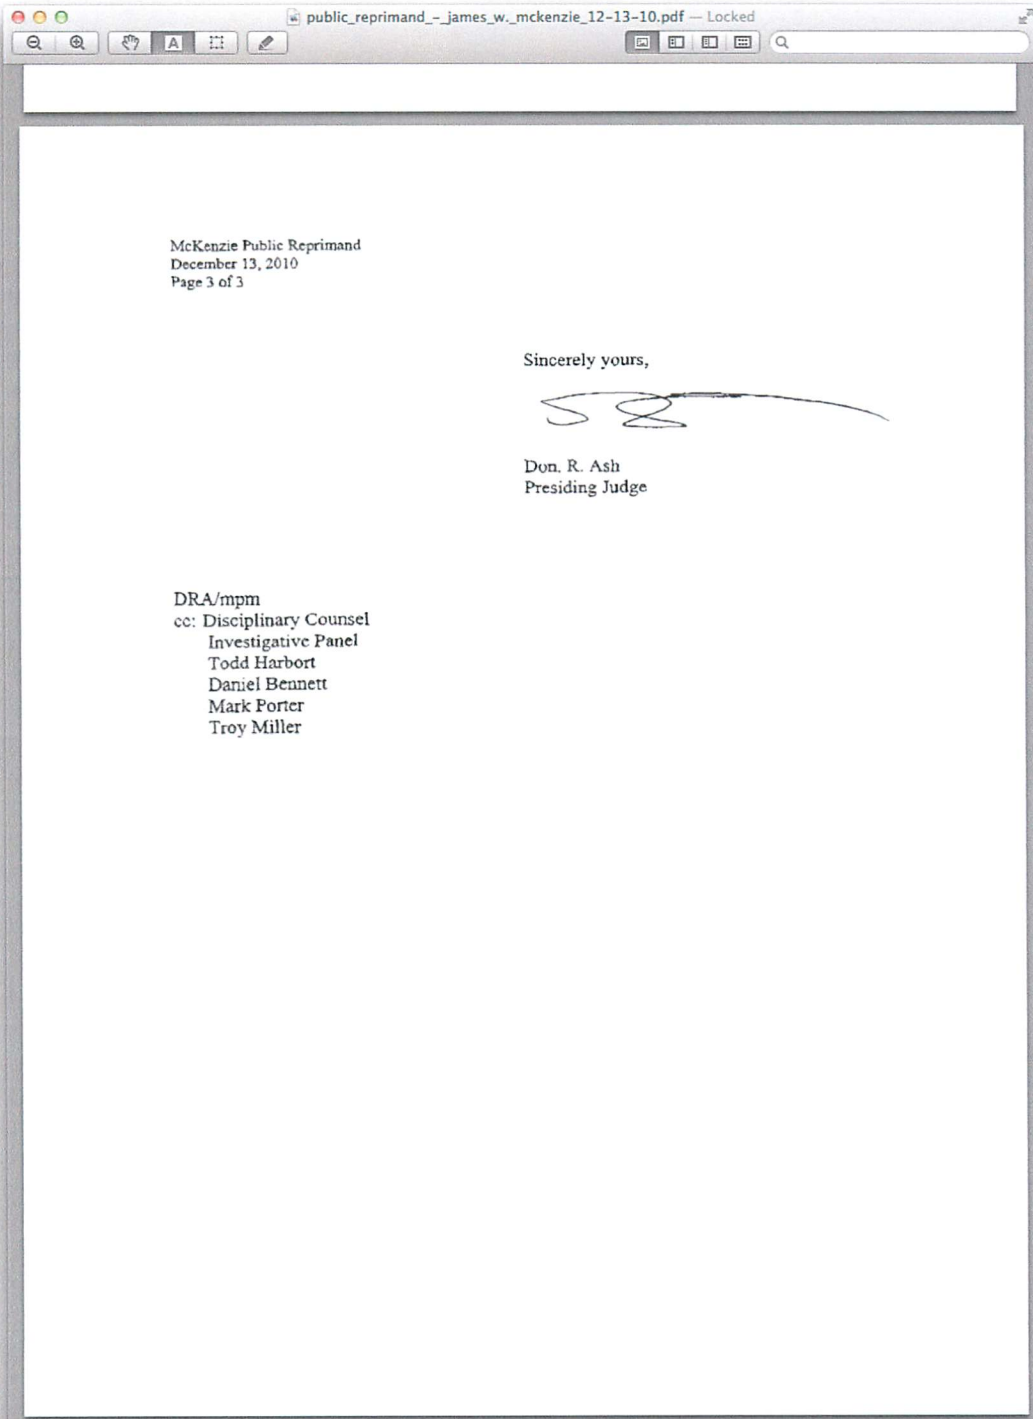 public_reprimand_-_james_w._mckenzie_12-13-10.pdf — Locked
A
McKenzie Public Reprimand
December 13, 2010
Page 3 of 3
Sincerely yours,
Don. R. Ash
Presiding Judge
DRA/mpm
cc: Disciplinary Counsel
Investigative Panel
Todd Harbort
Daniel Bennett
Mark Porter
Troy Miller